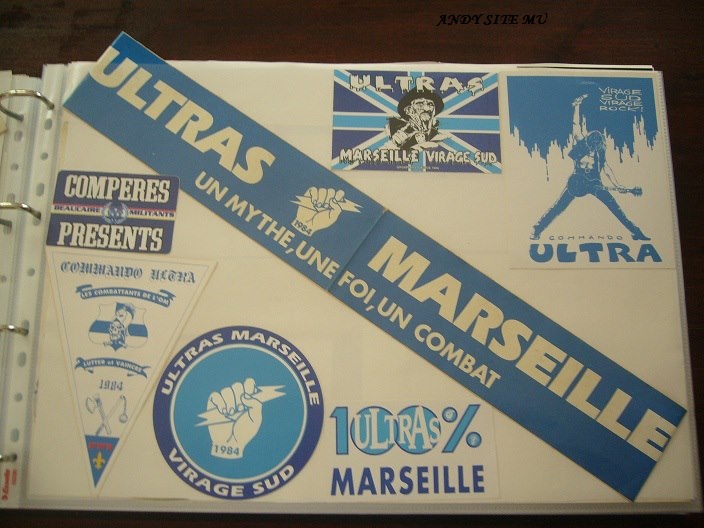 ANDY SITE MU
ULTRAS MARSEILLE
1984
UN MYTHE, UNE FOI, UN COMBAT
ULTRAS
MARSEILLE VIRAGE SUD
VIRAGE
SUD
VIRAGE
ROCK!
COMMANDO
ULTRA
COMPERES
BEAUCAIRE MILITANTS
PRESENTS
COMMANDO ULTRA
LES COMBATTANTS DE L'OM
LUTTER et VAINCRE
1984
ULTRAS MARSEILLE
1984
VIRAGE SUD
100%
ULTRAS
MARSEILLE